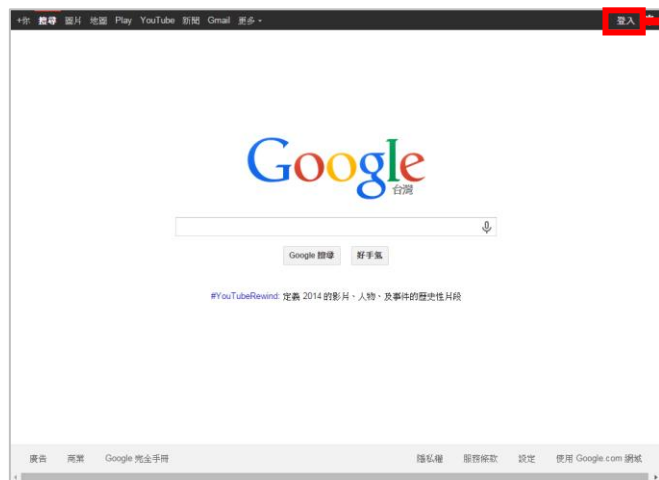 +你 搜尋 圖片 地圖 Play YouTube 新聞 Gmail 更多 登入
Google
台灣
Google 搜尋 好手氣
#YouTubeRewind: 定義 2014 的影片、人物、及事件的歷史性片段
廣告 商業 Google 完全手冊 隱私權 服務條款 設定 使用 Google.com 網域